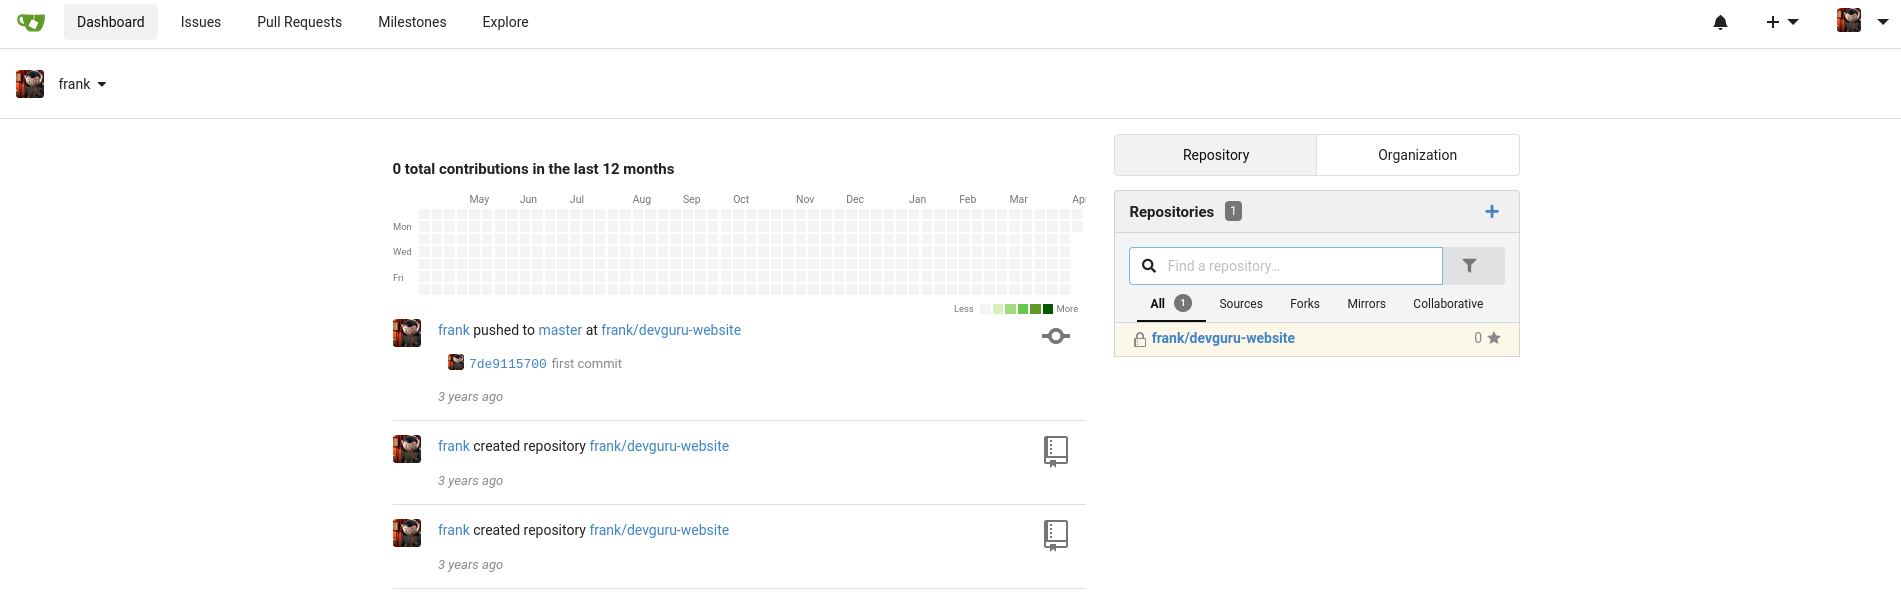 Dashboard Issues Pull Requests Milestones Explore
frank
0 total contributions in the last 12 months
May Jun Jul Aug Sep Oct Nov Dec Jan Feb Mar Apr
Mon
Wed
Fri
Less More
frank pushed to master at frank/devguru-website
7de9115700 first commit
3 years ago
frank created repository frank/devguru-website
3 years ago
frank created repository frank/devguru-website
3 years ago
Repository Organization
Repositories 1
Find a repository...
All 1 Sources Forks Mirrors Collaborative
frank/devguru-website 0